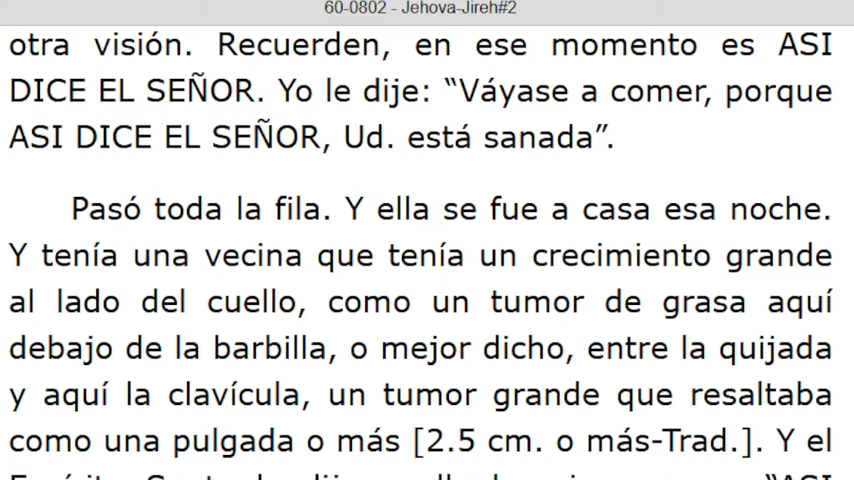 60-0802 - Jehova-Jireh#2
otra visión. Recuerden, en ese momento es ASI
DICE EL SEÑOR. Yo le dije: “Váyase a comer, porque
ASI DICE EL SEÑOR, Ud. está sanada”.
Pasó toda la fila. Y ella se fue a casa esa noche.
Y tenía una vecina que tenía un crecimiento grande
al lado del cuello, como un tumor de grasa aquí
debajo de la barbilla, o mejor dicho, entre la quijada
y aquí la clavícula, un tumor grande que resaltaba
como una pulgada o más [2.5 cm. o más-Trad.]. Y el